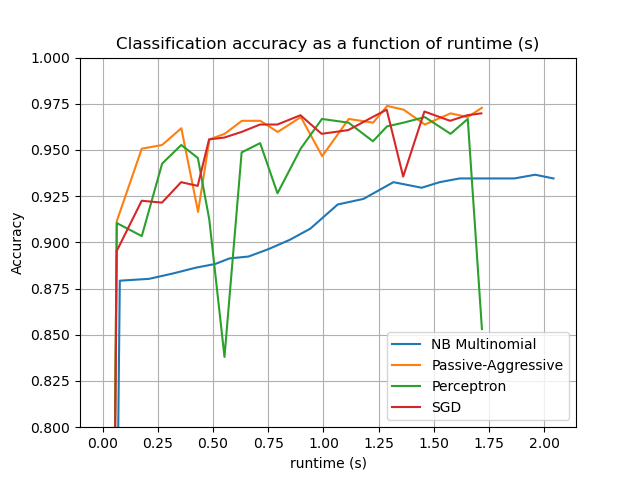 Classification accuracy as a function of runtime (s)
1.000
0.975
0.950
0.925
0.900
0.875
0.850
0.825
0.800
Accuracy
NB Multinomial
Passive-Aggressive
Perceptron
SGD
0.00 0.25 0.50 0.75 1.00 1.25 1.50 1.75 2.00
runtime (s)